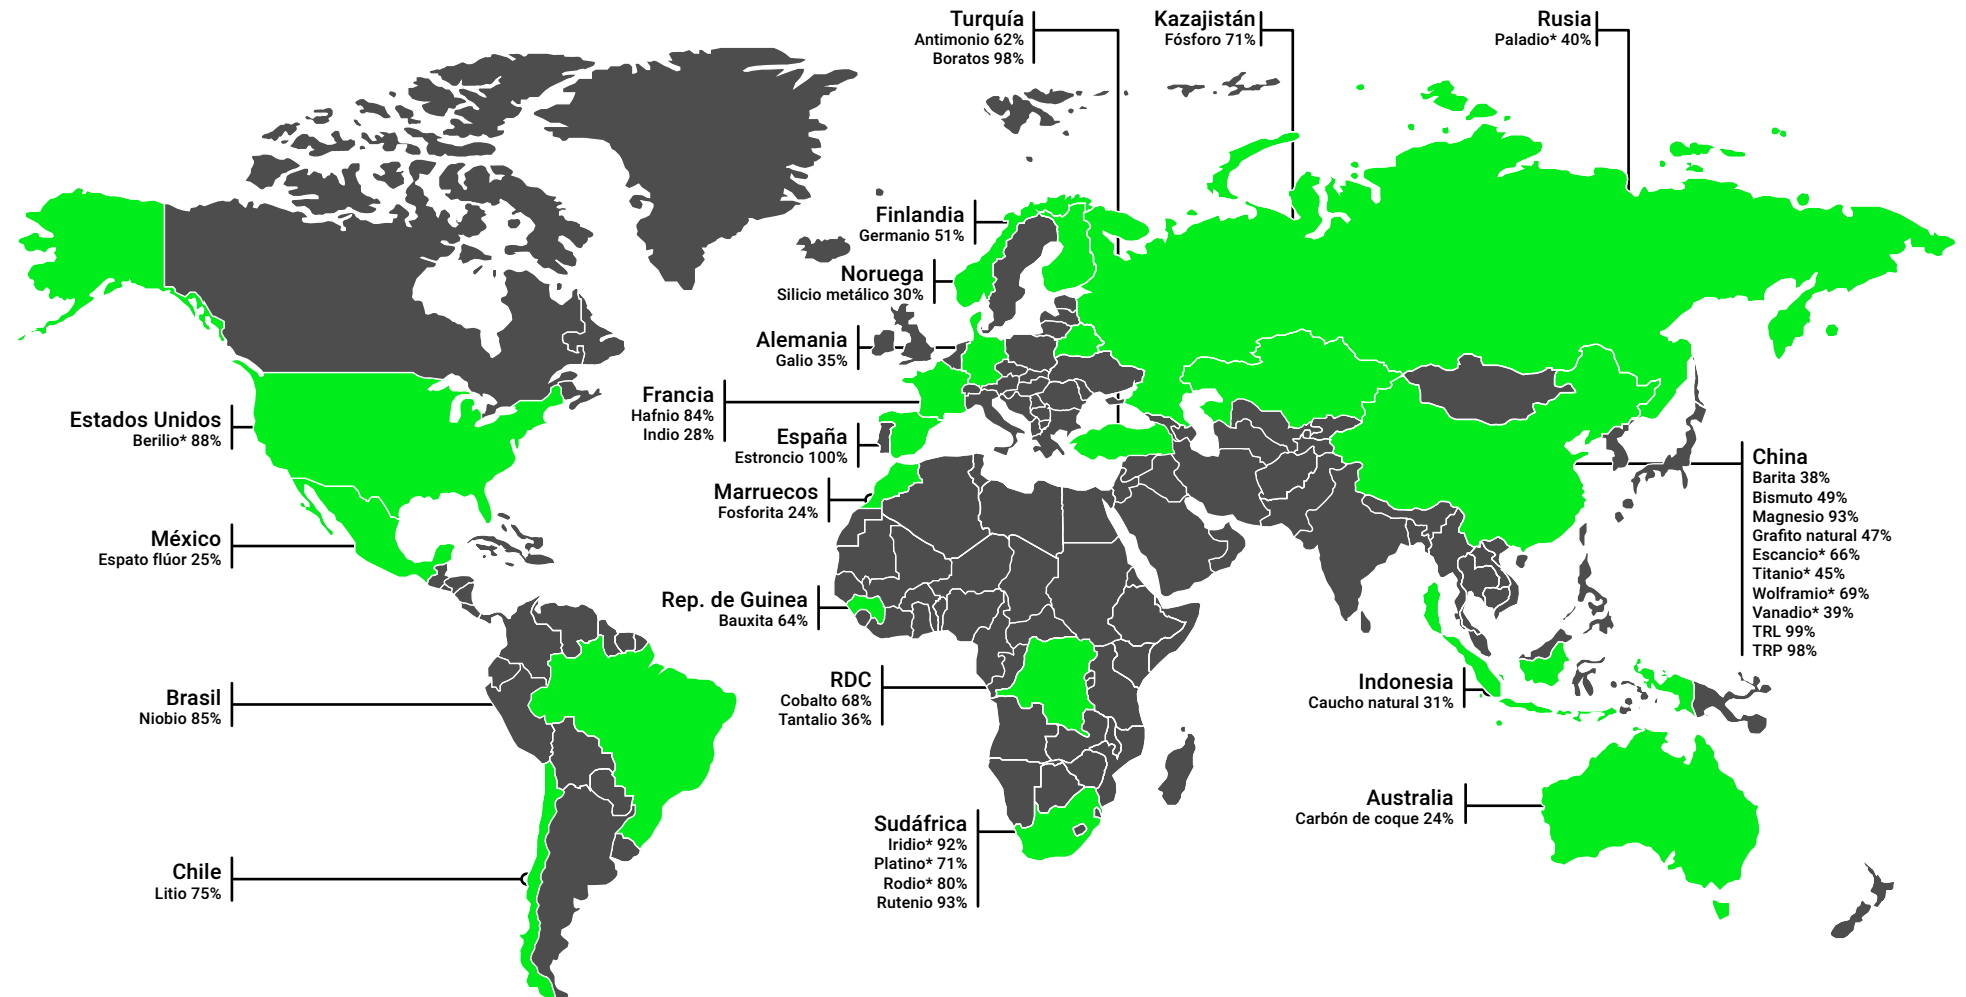 Turquía
Antimonio 62%
Boratos 98%
Kazajistán
Fósforo 71%
Rusia
Paladio* 40%
Finlandia
Germanio 51%
Noruega
Silicio metálico 30%
Alemania
Galio 35%
Francia
Hafnio 84%
Indio 28%
España
Estroncio 100%
Estados Unidos
Berilio* 88%
Marruecos
Fosforita 24%
México
Espato flúor 25%
China
Barita 38%
Bismuto 49%
Magnesio 93%
Grafito natural 47%
Escancio* 66%
Titanio* 45%
Wolframio* 69%
Vanadio* 39%
TRL 99%
TRP 98%
Rep. de Guinea
Bauxita 64%
RDC
Cobalto 68%
Tantalio 36%
Indonesia
Caucho natural 31%
Brasil
Niobio 85%
Australia
Carbón de coque 24%
Sudáfrica
Iridio* 92%
Platino* 71%
Rodio* 80%
Rutenio 93%
Chile
Litio 75%